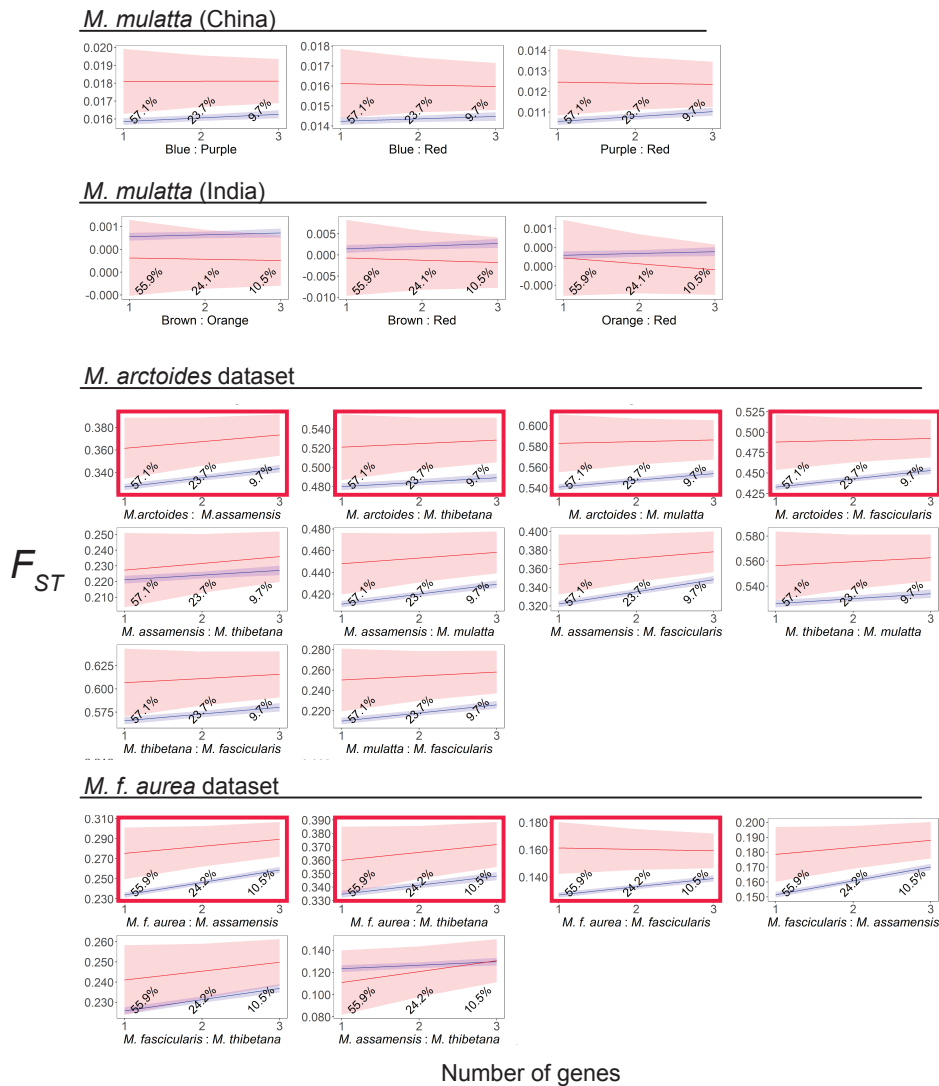 M. mulatta (China)
0.020
0.018
0.016
57.1% 23.7% 9.7%
1 2 3
Blue : Purple
0.018
0.017
0.016
0.015
0.014
57.1% 23.7% 9.7%
1 2 3
Blue : Red
0.014
0.013
0.012
0.011
57.1% 23.7% 9.7%
1 2 3
Purple : Red
M. mulatta (India)
0.001
0.000
0.000
-0.000
55.9% 24.1% 10.5%
1 2 3
Brown : Orange
0.005
0.000
-0.005
-0.010
55.9% 24.1% 10.5%
1 2 3
Brown : Red
0.001
0.000
0.000
-0.000
55.9% 24.1% 10.5%
1 2 3
Orange : Red
M. arctoides dataset
0.380
0.360
0.340
57.1% 23.7% 9.7%
1 2 3
M.arctoides : M.assamensis
0.540
0.520
0.500
0.480
57.1% 23.7% 9.7%
1 2 3
M.arctoides : M. thibetana
0.600
0.580
0.560
0.540
57.1% 23.7% 9.7%
1 2 3
M.arctoides : M. mulatta
0.525
0.500
0.475
0.450
0.425
57.1% 23.7% 9.7%
1 2 3
M.arctoides : M. fascicularis
FST
0.250
0.230
0.220
0.210
57.1% 23.7% 9.7%
1 2 3
M. assamensis : M. thibetana
0.480
0.460
0.440
0.420
57.1% 23.7% 9.7%
1 2 3
M. assamensis : M. mulatta
0.400
0.380
0.360
0.340
0.320
57.1% 23.7% 9.7%
1 2 3
M. assamensis : M. fascicularis
0.580
0.560
0.540
57.1% 23.7% 9.7%
1 2 3
M. thibetana : M. mulatta
0.625
0.600
0.575
57.1% 23.7% 9.7%
1 2 3
M. thibetana : M. fascicularis
0.280
0.260
0.240
0.220
57.1% 23.7% 9.7%
1 2 3
M. mulatta : M. fascicularis
M. f. aurea dataset
0.310
0.290
0.270
0.250
0.230
55.9% 24.2% 10.5%
1 2 3
M. f. aurea : M. assamensis
0.390
0.380
0.360
0.350
0.340
0.330
55.9% 24.2% 10.5%
1 2 3
M. f. aurea : M. thibetana
0.180
0.160
0.140
55.9% 24.2% 10.5%
1 2 3
M. f. aurea : M. fascicularis
0.200
0.190
0.180
0.170
0.160
0.150
55.9% 24.2% 10.5%
1 2 3
M. fascicularis : M. assamensis
0.260
0.250
0.240
0.230
55.9% 24.2% 10.5%
1 2 3
M. fascicularis : M. thibetana
0.140
0.120
0.100
0.080
55.9% 24.2% 10.5%
1 2 3
M. assamensis : M. thibetana
Number of genes